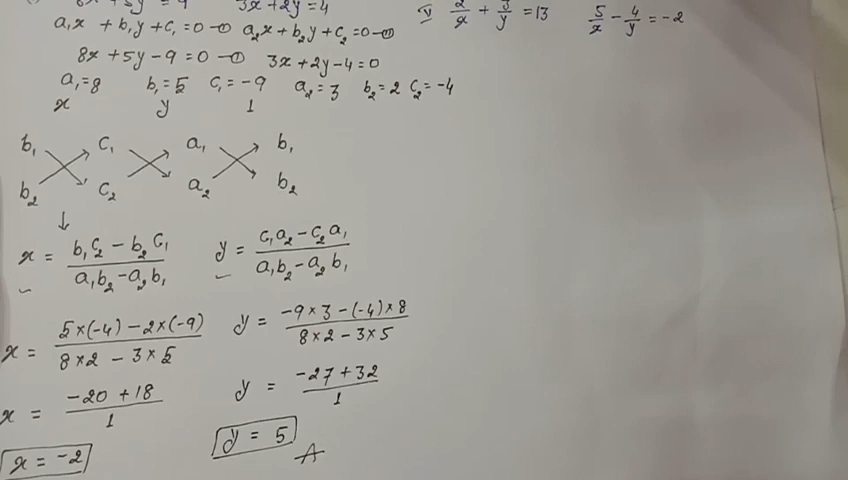 3x+2y=4
a₁x + b₁y + c₁ = 0 -① a₂x + b₂y + c₂ = 0 -①
8x + 5y - 9 = 0 -① 3x + 2y - 4 = 0
a₁ = 8 b₁ = 5 c₁ = -9 a₂ = 3 b₂ = 2 c₂ = -4
x y 1
b₁ c₁ a₁ b₁
b₂ c₂ a₂ b₂
x = (b₁c₂ - b₂c₁)/(a₁b₂ - a₂b₁) y = (c₁a₂ - c₂a₁)/(a₁b₂ - a₂b₁)
x = (5×(-4) - 2×(-9))/(8×2 - 3×5) y = (-9×3 - (-4)×8)/(8×2 - 3×5)
x = (-20 + 18)/1 y = (-27 + 32)/1
x = -2 y = 5 A
2/x + 3/y = 13 5/x - 4/y = -2